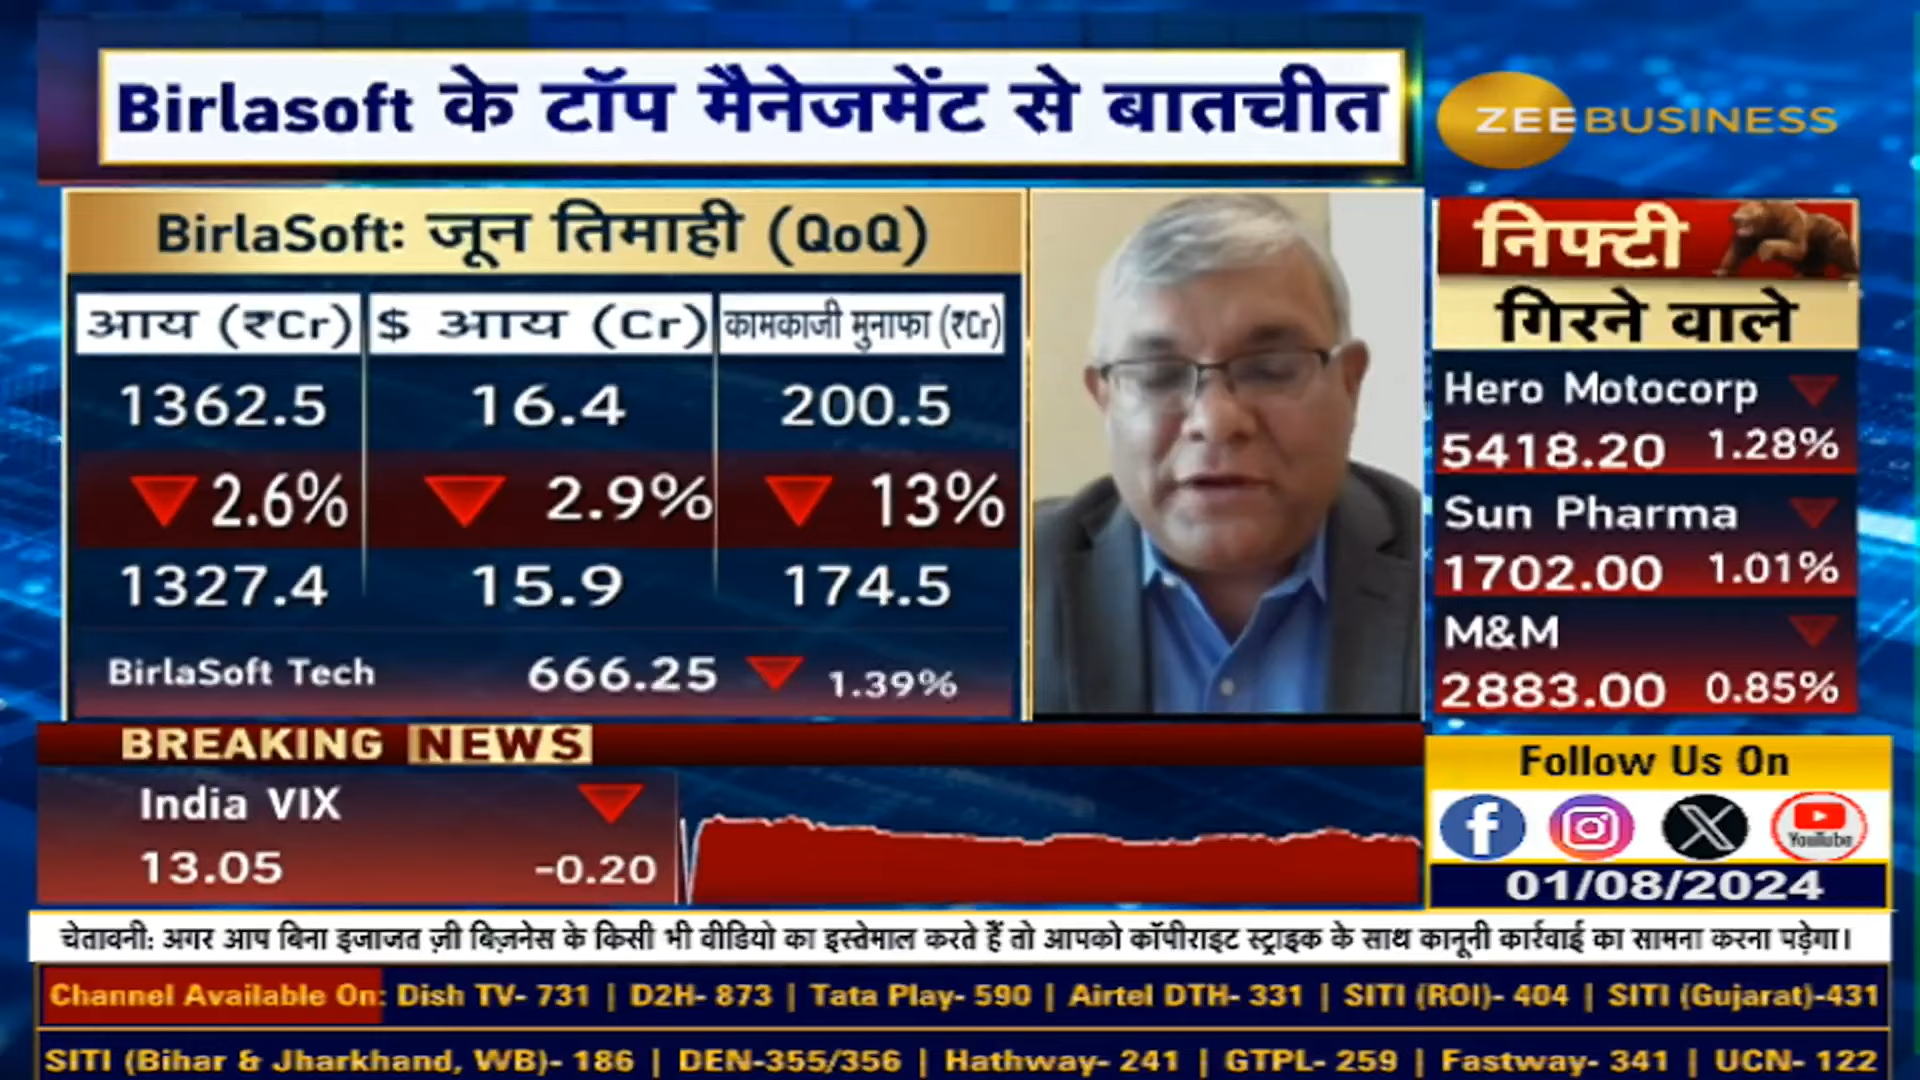 Birlasoft के टॉप मैनेजमेंट से बातचीत
ZEEBUSINESS
BirlaSoft: जून तिमाही (QoQ)
आय (₹Cr) $ आय (Cr) कामकाजी मुनाफा (₹Cr)
1362.5 16.4 200.5
2.6% 2.9% 13%
1327.4 15.9 174.5
BirlaSoft Tech 666.25 1.39%
निफ्टी
गिरने वाले
Hero Motocorp
5418.20 1.28%
Sun Pharma
1702.00 1.01%
M&M
2883.00 0.85%
BREAKING NEWS
India VIX
13.05 -0.20
Follow Us On
YouTube
01/08/2024
चेतावनी: अगर आप बिना इजाजत ज़ी बिज़नेस के किसी भी वीडियो का इस्तेमाल करते हैं तो आपको कॉपीराइट स्ट्राइक के साथ कानूनी कार्रवाई का सामना करना पड़ेगा।
Channel Available On: Dish TV- 731 | D2H- 873 | Tata Play- 590 | Airtel DTH- 331 | SITI (ROI)- 404 | SITI (Gujarat)-431
SITI (Bihar & Jharkhand, WB)- 186 | DEN-355/356 | Hathway- 241 | GTPL- 259 | Fastway- 341 | UCN- 122